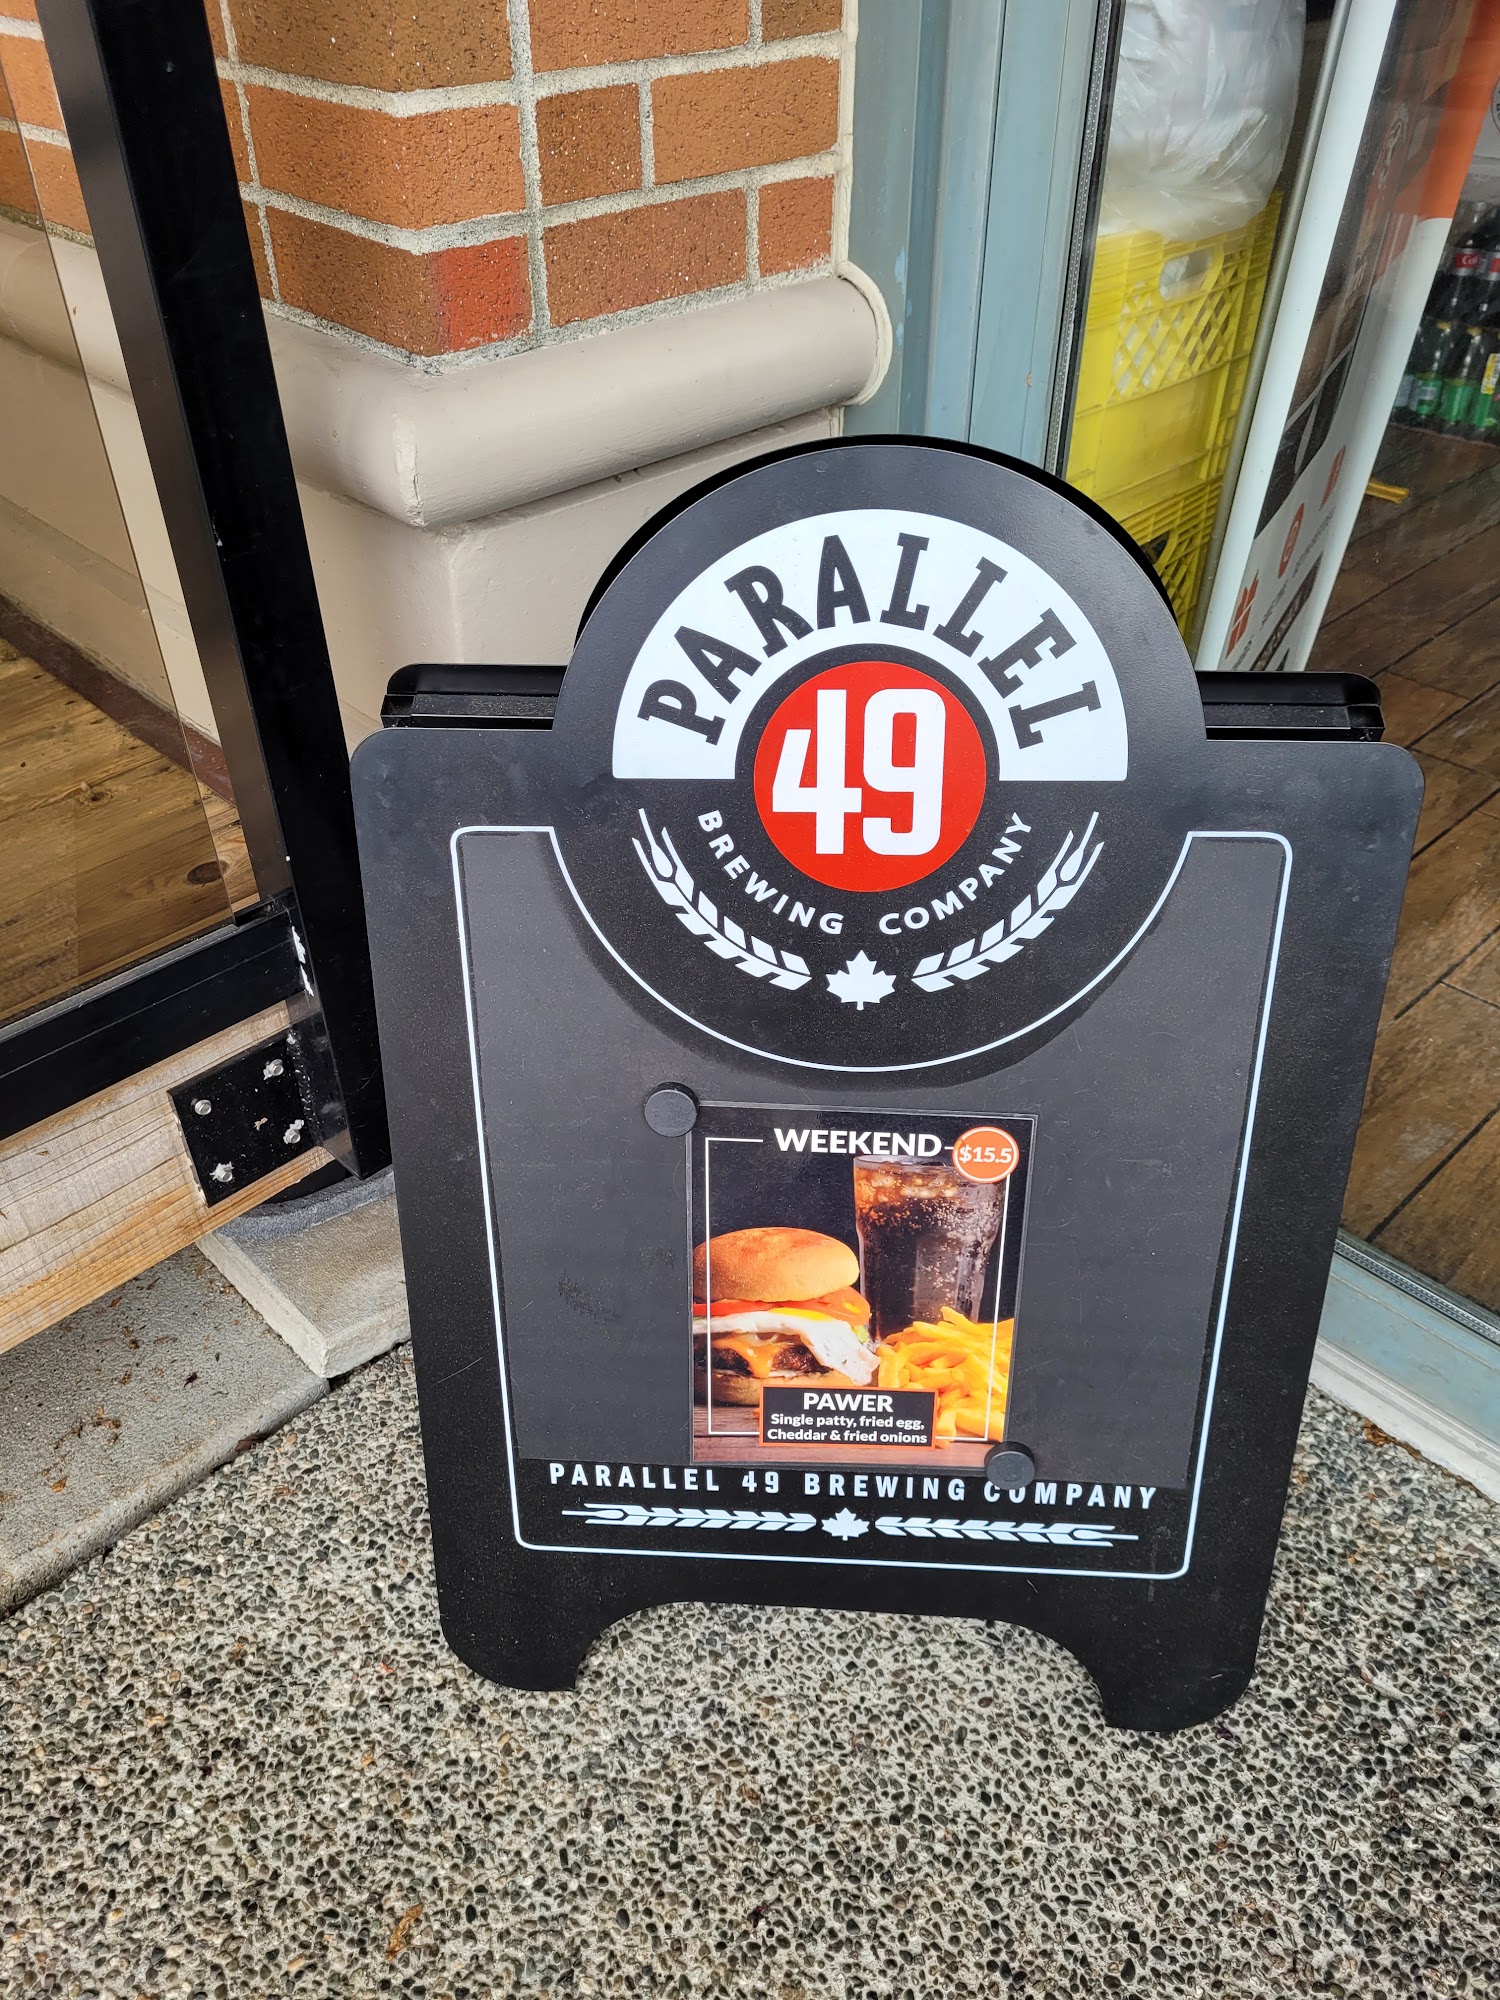 PARALLEL
49
BREWING COMPANY
WEEKEND
$15.5
PAWER
Single patty, fried egg,
Cheddar & fried onions
PARALLEL 49 BREWING COMPANY